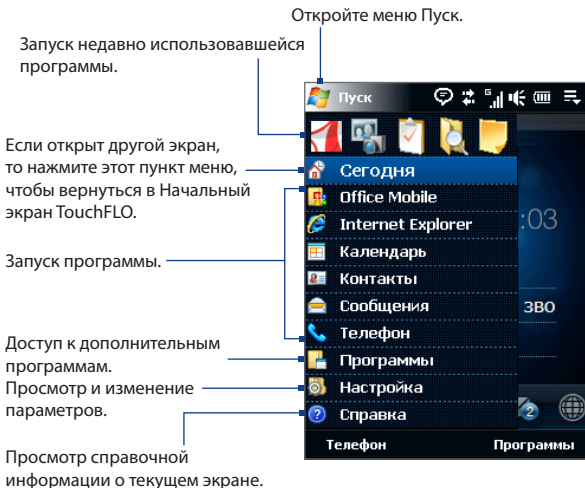 Откройте меню Пуск.
Запуск недавно использовавшейся
программы.
Если открыт другой экран,
то нажмите этот пункт меню,
чтобы вернуться в Начальный
экран TouchFLO.
Запуск программы.
Доступ к дополнительным
программам.
Просмотр и изменение
параметров.
Просмотр справочной
информации о текущем экране.
Пуск
G
Сегодня
Office Mobile
Internet Explorer
:03
Календарь
Контакты
Сообщения
зво
Телефон
Программы
Настройка
2
Справка
Телефон
Программы